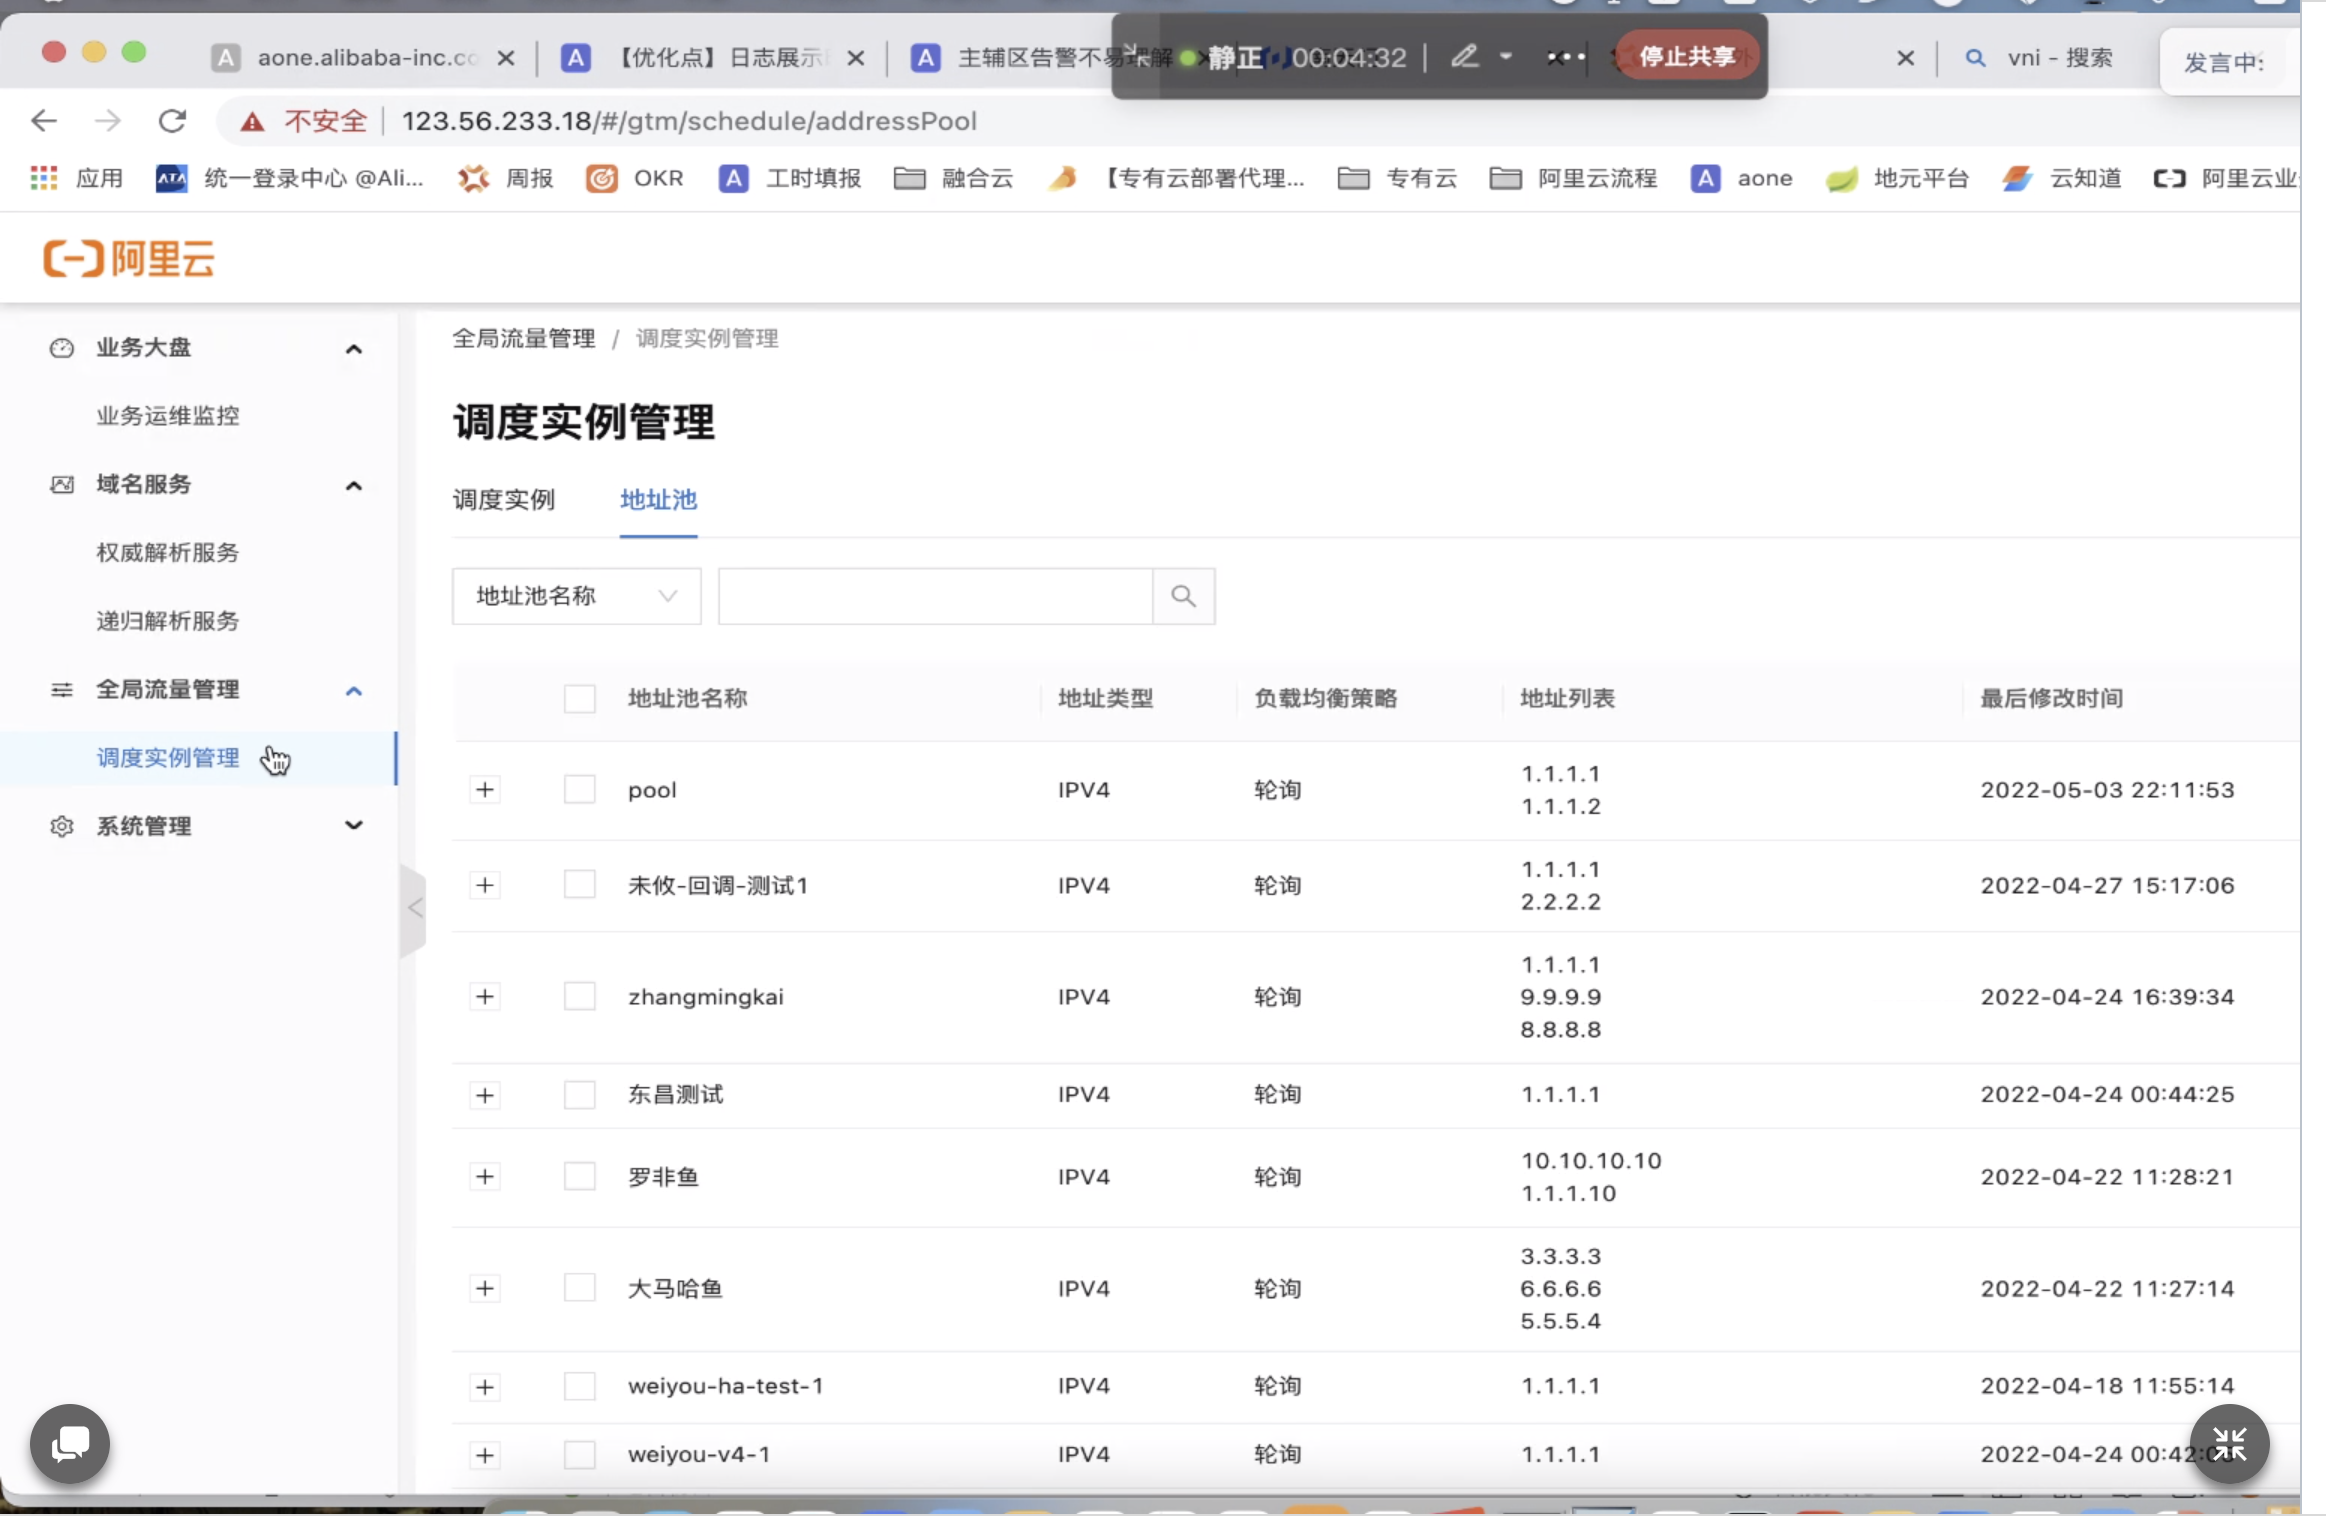 aone.alibaba-inc.co
【优化点】日志展示
主辅区告警不易理解
静正
00:04:32
停止共享
vni - 搜索
发言中:
不安全
123.56.233.18/#/gtm/schedule/addressPool
应用
统一登录中心 @Ali...
周报
OKR
工时填报
融合云
【专有云部署代理...
专有云
阿里云流程
aone
地元平台
云知道
阿里云业
阿里云
业务大盘
业务运维监控
域名服务
权威解析服务
递归解析服务
全局流量管理
调度实例管理
系统管理
全局流量管理 / 调度实例管理
调度实例管理
调度实例 地址池
地址池名称
地址池名称 地址类型 负载均衡策略 地址列表 最后修改时间
pool IPV4 轮询 1.1.1.1 2022-05-03 22:11:53
1.1.1.2
未攸-回调-测试1 IPV4 轮询 1.1.1.1 2022-04-27 15:17:06
2.2.2.2
zhangmingkai IPV4 轮询 1.1.1.1 2022-04-24 16:39:34
9.9.9.9
8.8.8.8
东昌测试 IPV4 轮询 1.1.1.1 2022-04-24 00:44:25
罗非鱼 IPV4 轮询 10.10.10.10 2022-04-22 11:28:21
1.1.1.10
大马哈鱼 IPV4 轮询 3.3.3.3 2022-04-22 11:27:14
6.6.6.6
5.5.5.4
weiyou-ha-test-1 IPV4 轮询 1.1.1.1 2022-04-18 11:55:14
weiyou-v4-1 IPV4 轮询 1.1.1.1 2022-04-24 00:42